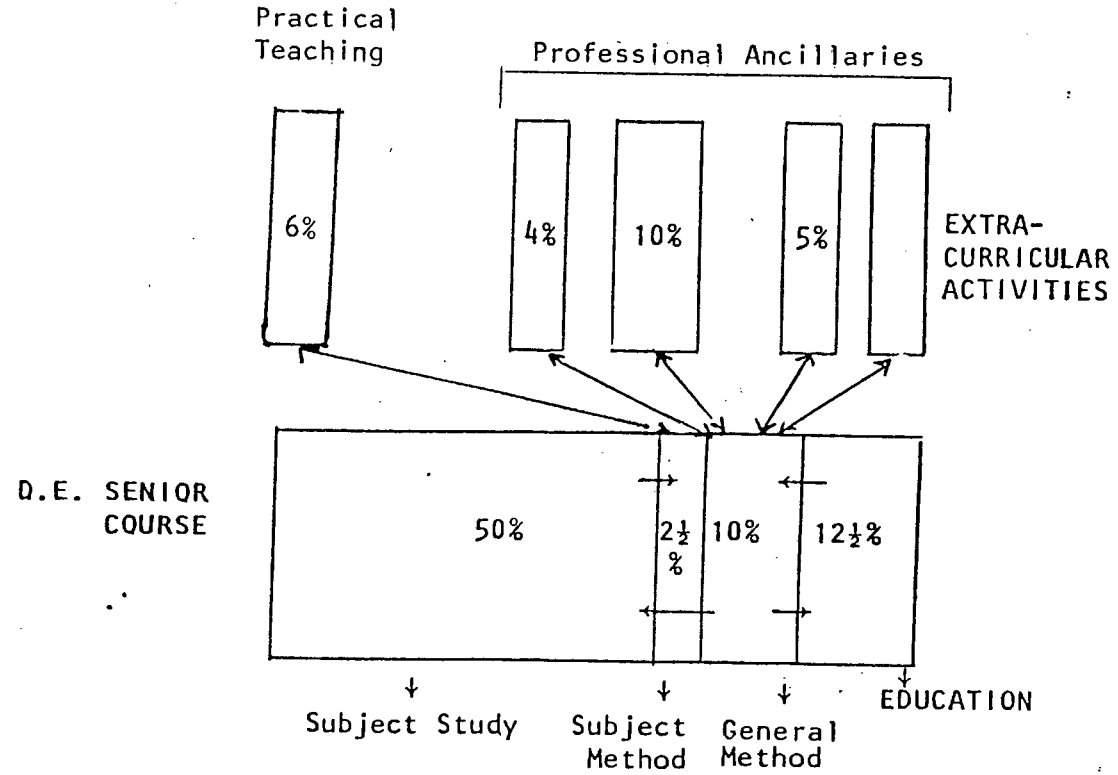 Practical
Teaching
Professional Ancillaries
6%
4%
10%
5%
EXTRA-
CURRICULAR
ACTIVITIES
D.E. SENIOR
COURSE
50%
2½
%
10%
12½%
EDUCATION
Subject Study
Subject
Method
General
Method